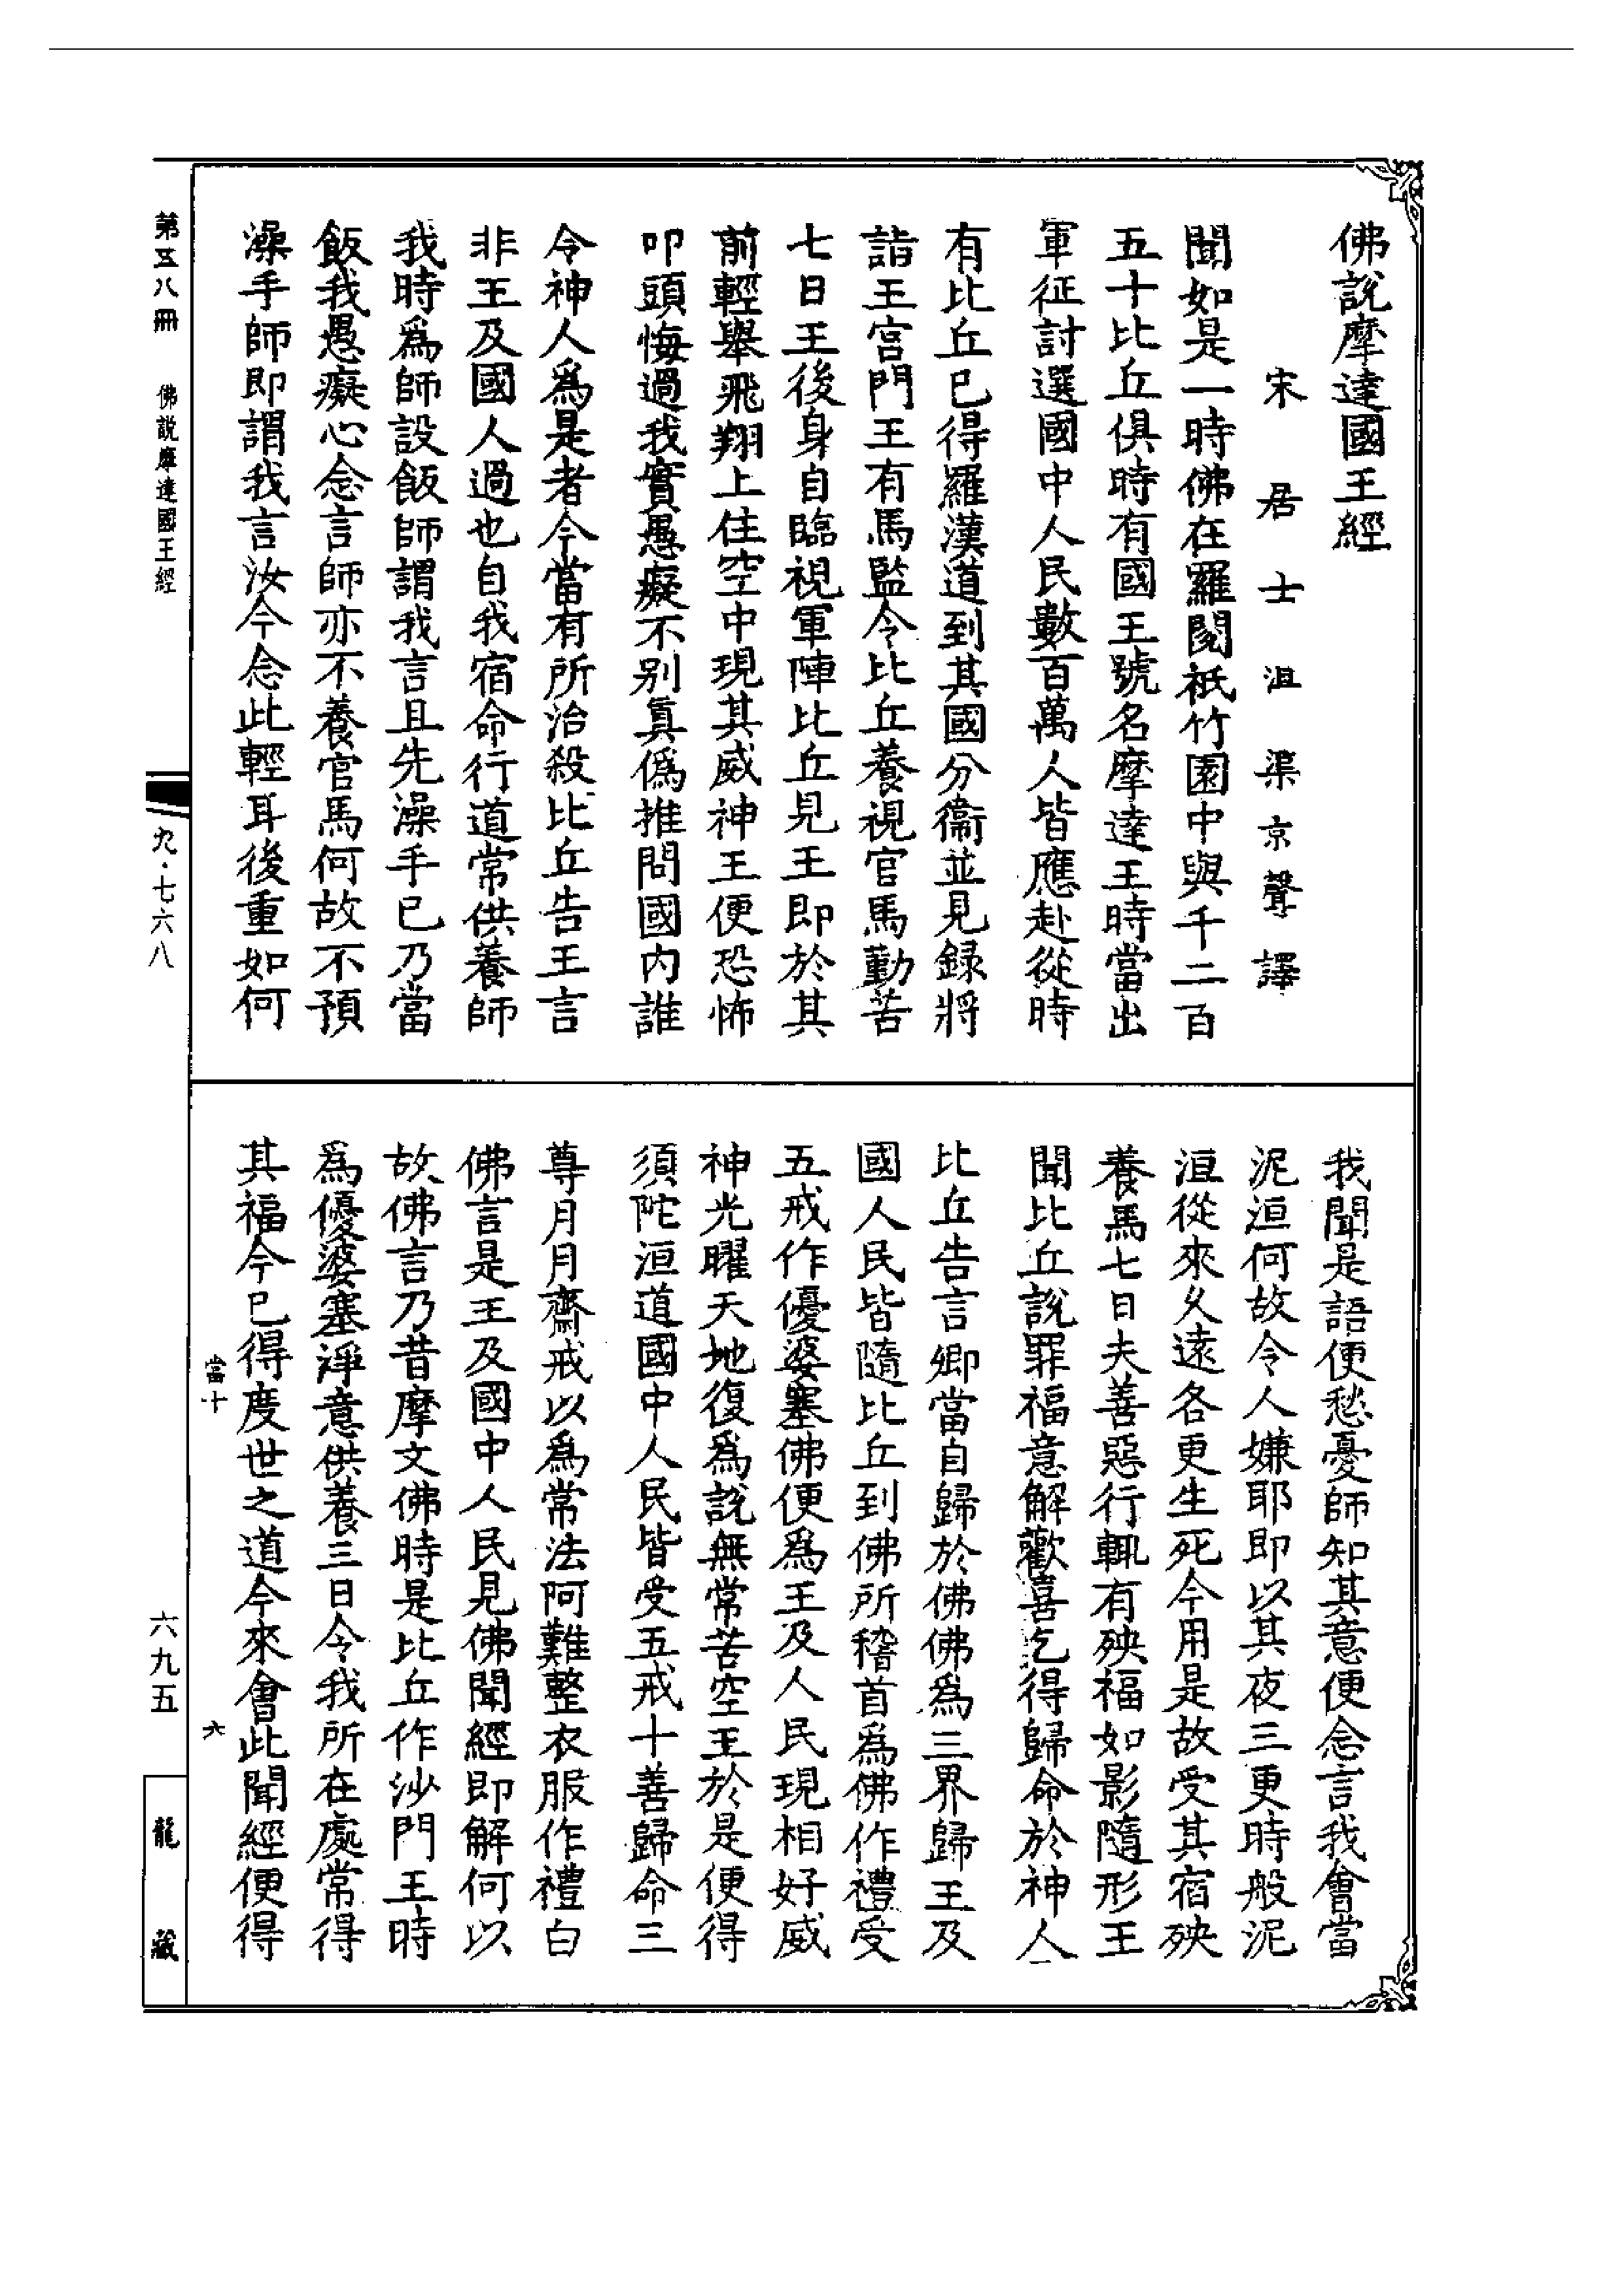 佛說摩達國王經
宋居士沮渠京聲譯
聞如是一時佛在羅閱祇竹園中與千二百
五十比丘俱時有國王號名摩達王時當出
軍征討選國中人民數百萬人皆應赴從時
有比丘已得羅漢道到其國分衞並見録將
詣王宮門王有馬監令比丘養視官馬勤苦
七日王後身自臨視軍陣比丘見王即於其
前輕舉飛翔上住空中現其威神王便恐怖
叩頭悔過我實愚癡不別真偽推問國内誰
令神人爲是者今當有所治殺比丘告王言
非王及國人過也自我宿命行道常供養師
我時爲師設飯師謂我言且先澡手已乃當
飯我愚癡心念言師亦不養官馬何故不預
澡手師即謂我言汝今念此輕耳後重如何
我聞是語便愁憂師知其意便念言我會當
泥洹何故令人嫌耶即以其夜三更時般泥
洹從來久遠各更生死今用是故受其宿殃
養馬七日夫善惡行輒有殃福如影隨形王
聞比丘說罪福意解歡喜乞得歸命於神人
比丘告言卿當自歸於佛佛爲三界歸王及
國人民皆隨比丘到佛所稽首爲佛作禮受
五戒作優婆塞佛便爲王及人民現相好威
神光曜天地復爲說無常苦空王於是便得
須陀洹道國中人民皆受五戒十善歸命三
尊月月齋戒以爲常法阿難整衣服作禮白
佛言是王及國中人民見佛聞經即解何以
故佛言乃昔摩文佛時是比丘作沙門王時
爲優婆塞淨意供養三日令我所在處常得
其福今已得度世之道今來會此聞經便得
當十
六
第五八冊
佛說摩達國王經
九·七六八
六九五
龍藏